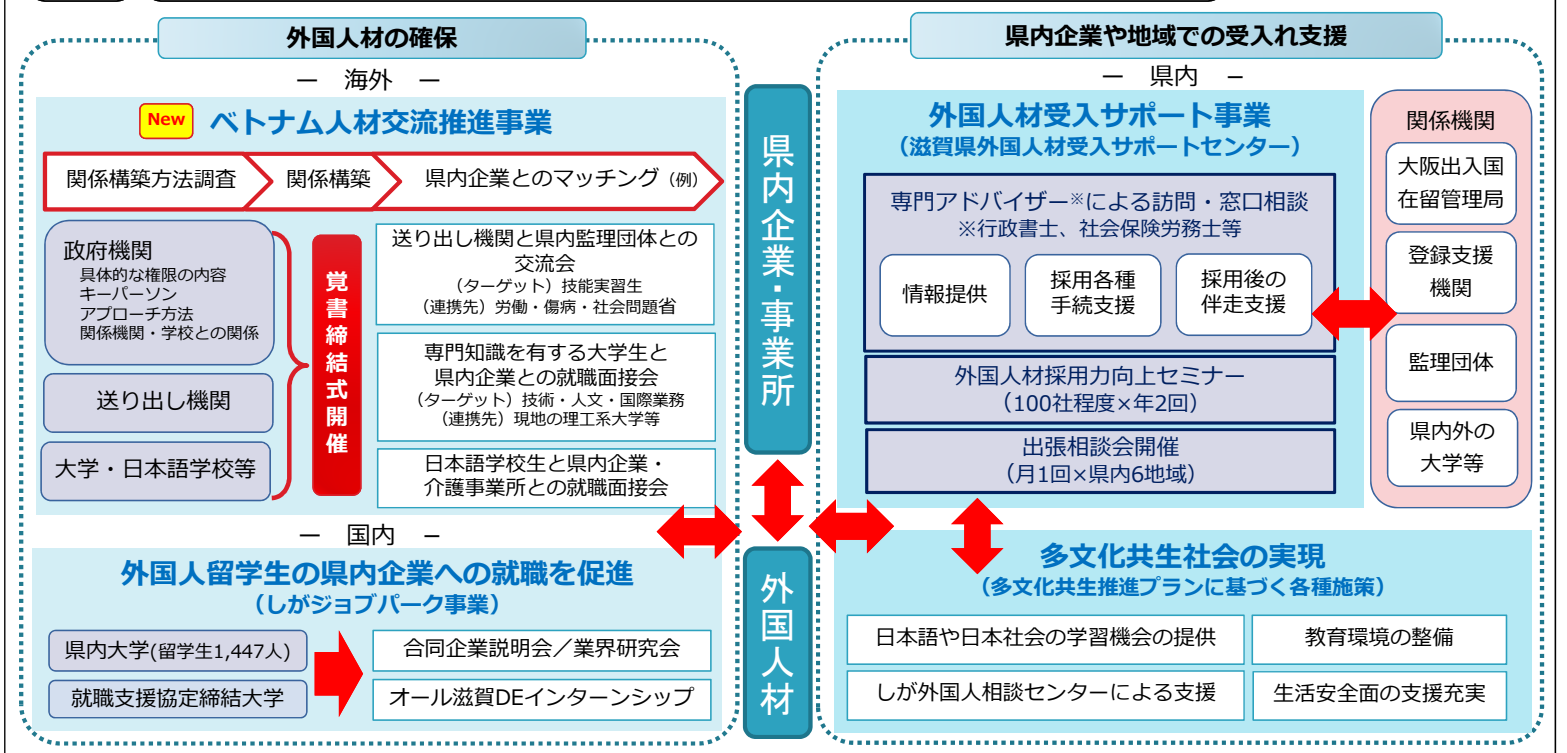 外国人材の確保
― 海外 ―
New ベトナム人材交流推進事業
関係構築方法調査
関係構築
県内企業とのマッチング（例）
政府機関
具体的な権限の内容
キーパーソン
アプローチ方法
関係機関・学校との関係
送り出し機関
大学・日本語学校等
覚書締結式開催
送り出し機関と県内監理団体との
交流会
（ターゲット）技能実習生
（連携先）労働・傷病・社会問題省
専門知識を有する大学生と
県内企業との就職面接会
（ターゲット）技術・人文・国際業務
（連携先）現地の理工系大学等
日本語学校生と県内企業・
介護事業所との就職面接会
― 国内 －
外国人留学生の県内企業への就職を促進
（しがジョブパーク事業）
県内大学(留学生1,447人)
就職支援協定締結大学
合同企業説明会／業界研究会
オール滋賀DEインターンシップ
県内企業・事業所
外国人材
県内企業や地域での受入れ支援
― 県内 －
外国人材受入サポート事業
（滋賀県外国人材受入サポートセンター）
専門アドバイザー※による訪問・窓口相談
※行政書士、社会保険労務士等
情報提供
採用各種
手続支援
採用後の
伴走支援
外国人材採用力向上セミナー
（100社程度×年2回）
出張相談会開催
（月1回×県内6地域）
関係機関
大阪出入国
在留管理局
登録支援
機関
監理団体
県内外の
大学等
多文化共生社会の実現
（多文化共生推進プランに基づく各種施策）
日本語や日本社会の学習機会の提供
教育環境の整備
しが外国人相談センターによる支援
生活安全面の支援充実